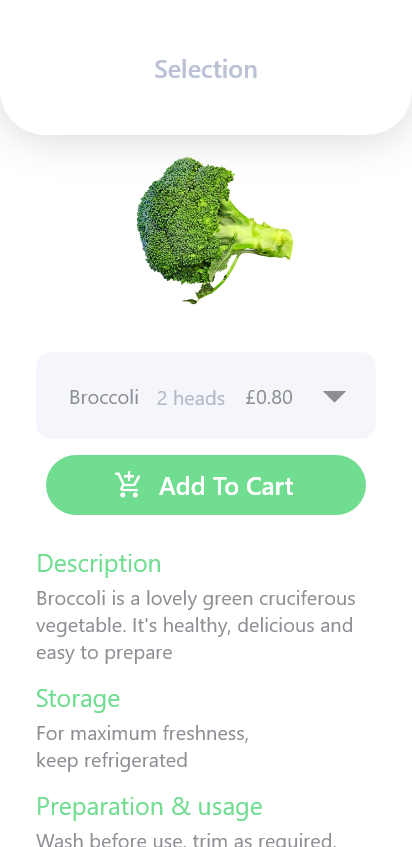 Selection
Broccoli 2 heads £0.80
Add To Cart
Description
Broccoli is a lovely green cruciferous
vegetable. It's healthy, delicious and
easy to prepare
Storage
For maximum freshness,
keep refrigerated
Preparation & usage
Wash before use, trim as required.